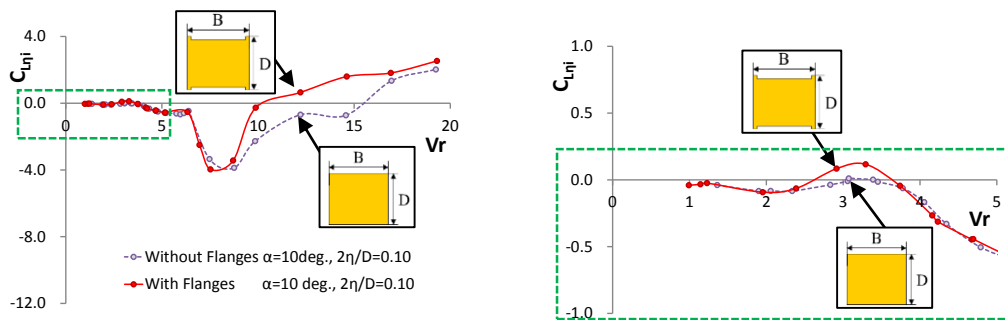 4.0
0.0
-4.0
-8.0
-12.0
0
5
10
15
20
CLηi
Vr
B
D
B
D
Without Flanges α=10deg., 2η/D=0.10
With Flanges α=10 deg., 2η/D=0.10
1.0
0.5
0.0
-0.5
-1.0
0
1
2
3
4
5
CLηi
Vr
B
D
B
D